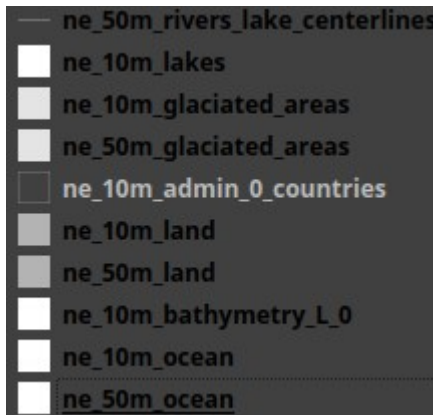 ne_50m_rivers_lake_centerlines
ne_10m_lakes
ne_10m_glaciated_areas
ne_50m_glaciated_areas
ne_10m_admin_0_countries
ne_10m_land
ne_50m_land
ne_10m_bathymetry_L_0
ne_10m_ocean
ne_50m_ocean